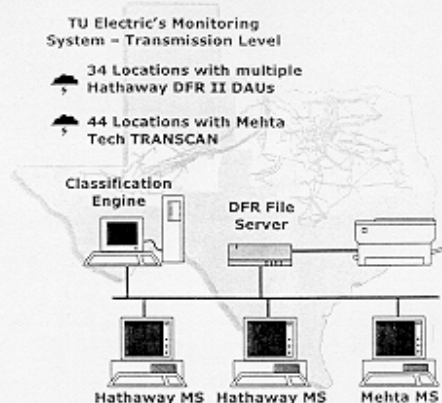 TU Electric's Monitoring
System – Transmission Level
34 Locations with multiple
Hathaway DFR II DAUs
44 Locations with Mehta
Tech TRANSCAN
Classification
Engine
DFR File
Server
Hathaway MS Hathaway MS Mehta MS